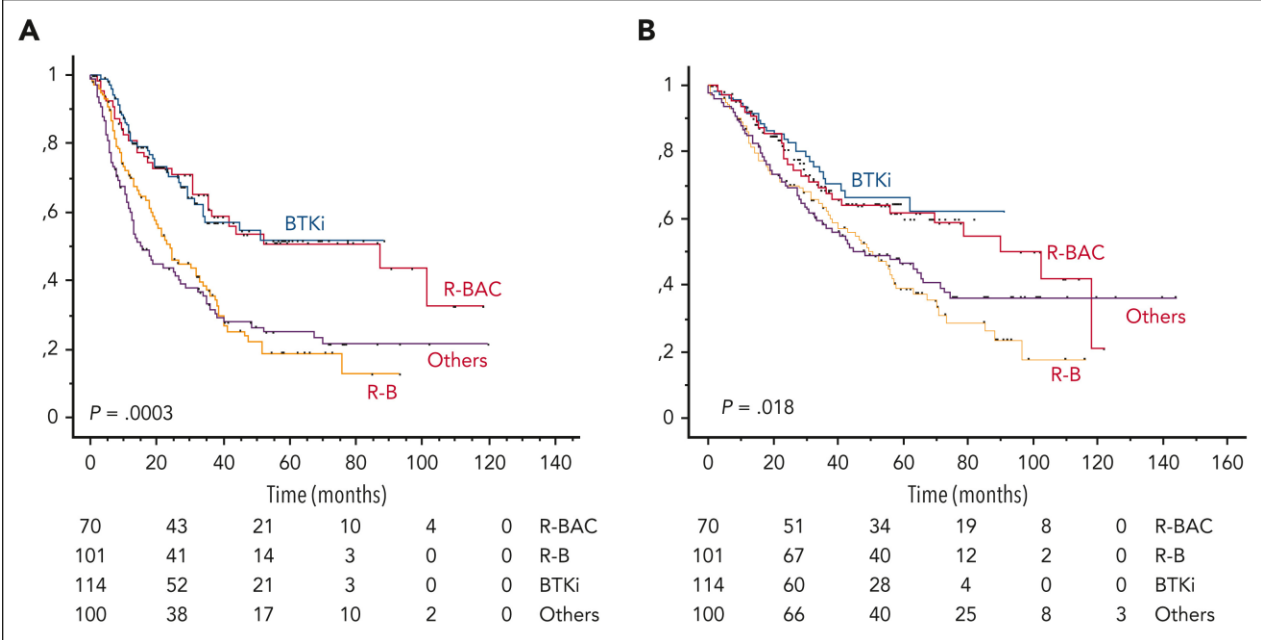 A
1
,8
,6
,4
,2
0
BTKi
R-BAC
Others
R-B
P = .0003
0 20 40 60 80 100 120 140
Time (months)
70 43 21 10 4 0 R-BAC
101 41 14 3 0 0 R-B
114 52 21 3 0 0 BTKi
100 38 17 10 2 0 Others
B
1
,8
,6
,4
,2
0
BTKi
R-BAC
Others
R-B
P = .018
0 20 40 60 80 100 120 140 160
Time (months)
70 51 34 19 8 0 R-BAC
101 67 40 12 2 0 R-B
114 60 28 4 0 0 BTKi
100 66 40 25 8 3 Others